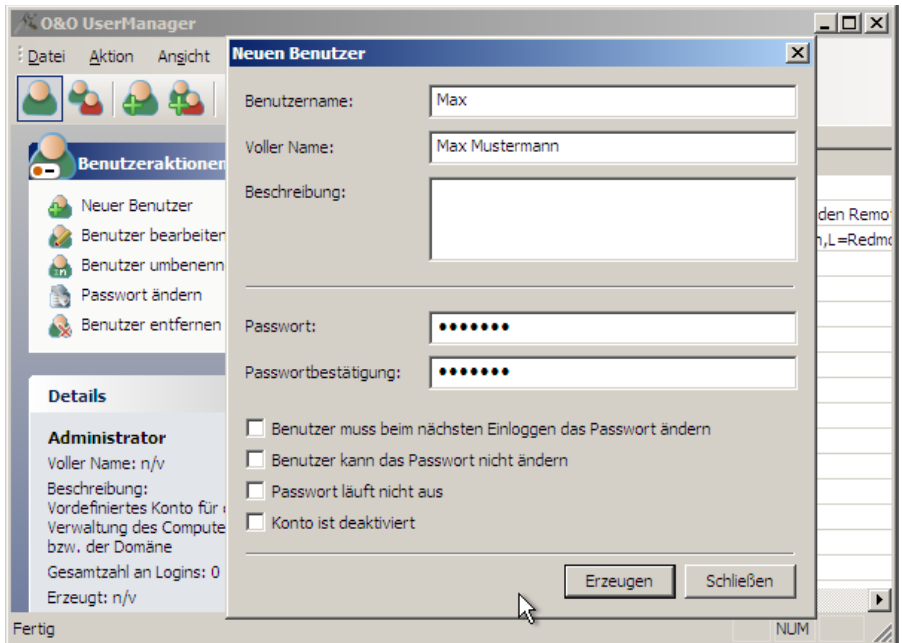 O&O UserManager
Datei Aktion Ansicht
Neuen Benutzer
Benutzername: Max
Voller Name: Max Mustermann
Beschreibung:
Passwort: •••••••
Passwortbestätigung: •••••••
Benutzer muss beim nächsten Einloggen das Passwort ändern
Benutzer kann das Passwort nicht ändern
Passwort läuft nicht aus
Konto ist deaktiviert
Erzeugen Schließen
Benutzeraktionen
Neuer Benutzer
Benutzer bearbeiten
Benutzer umbenenn
Passwort ändern
Benutzer entfernen
Details
Administrator
Voller Name: n/v
Beschreibung:
Vordefiniertes Konto für
Verwaltung des Compute
bzw. der Domäne
Gesamtzahl an Logins: 0
Erzeugt: n/v
den Remo
n,L=Redmo
Fertig NUM